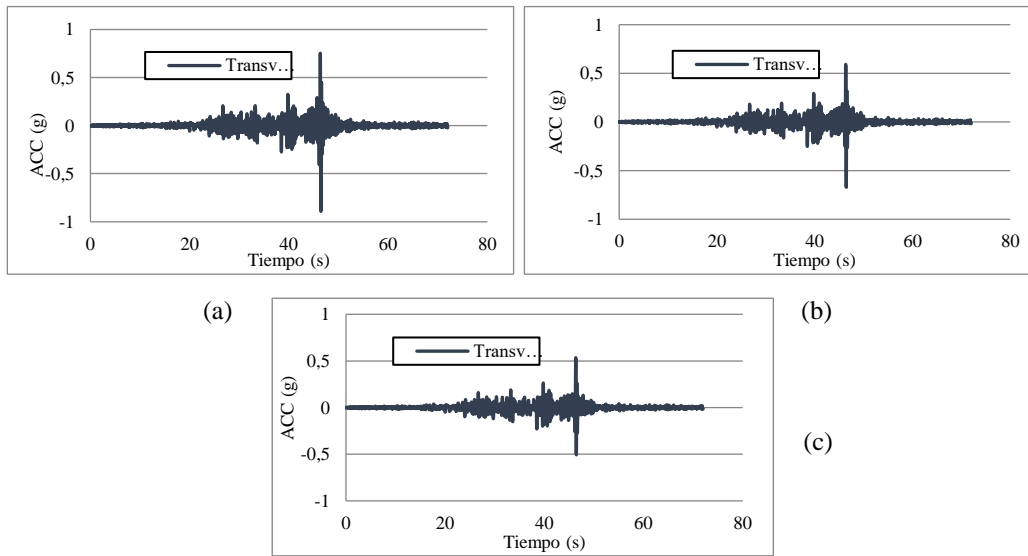 1
0,5
0
-0,5
-1
0 20 40 60 80
ACC (g)
Tiempo (s)
Transv…
1
0,5
0
-0,5
-1
0 20 40 60 80
ACC (g)
Tiempo (s)
Transv…
(a)
(b)
1
0,5
0
-0,5
-1
0 20 40 60 80
ACC (g)
Tiempo (s)
Transv…
(c)